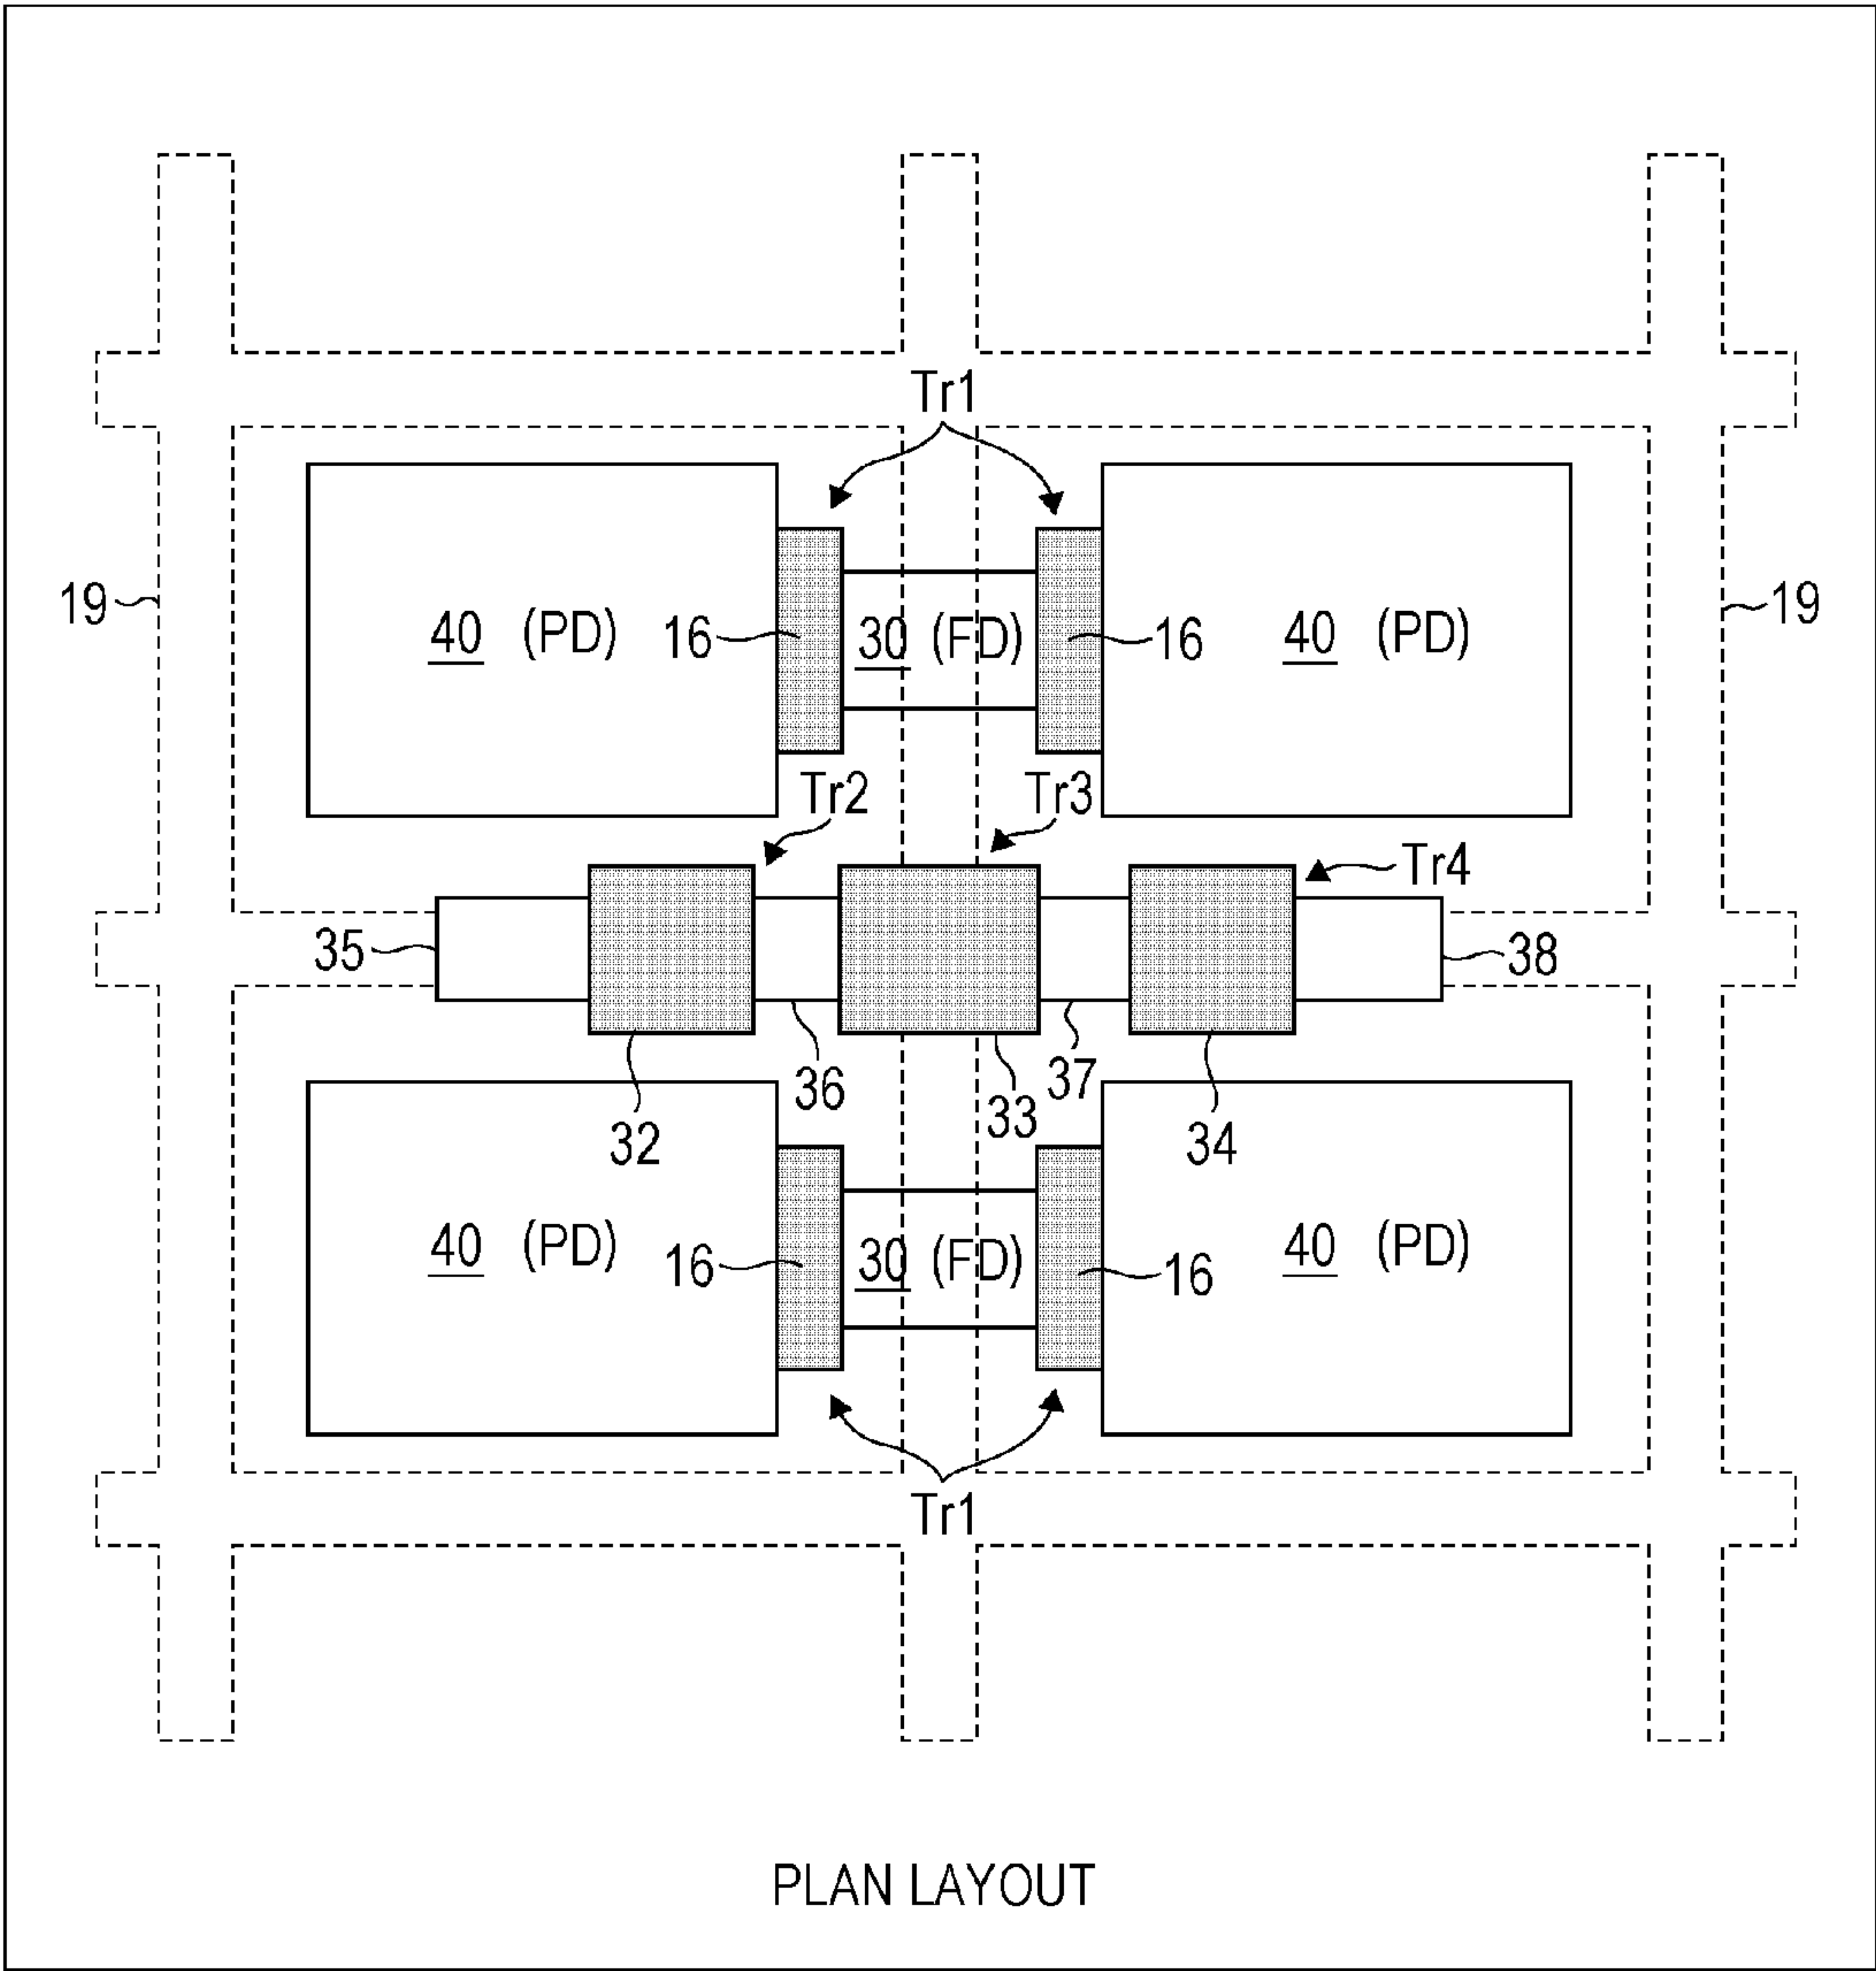 Tr1
19
40 (PD)
16
30 (FD)
16
40 (PD)
19
Tr2
Tr3
Tr4
35
38
36
37
33
32
34
40 (PD)
16
30 (FD)
16
40 (PD)
Tr1
PLAN LAYOUT